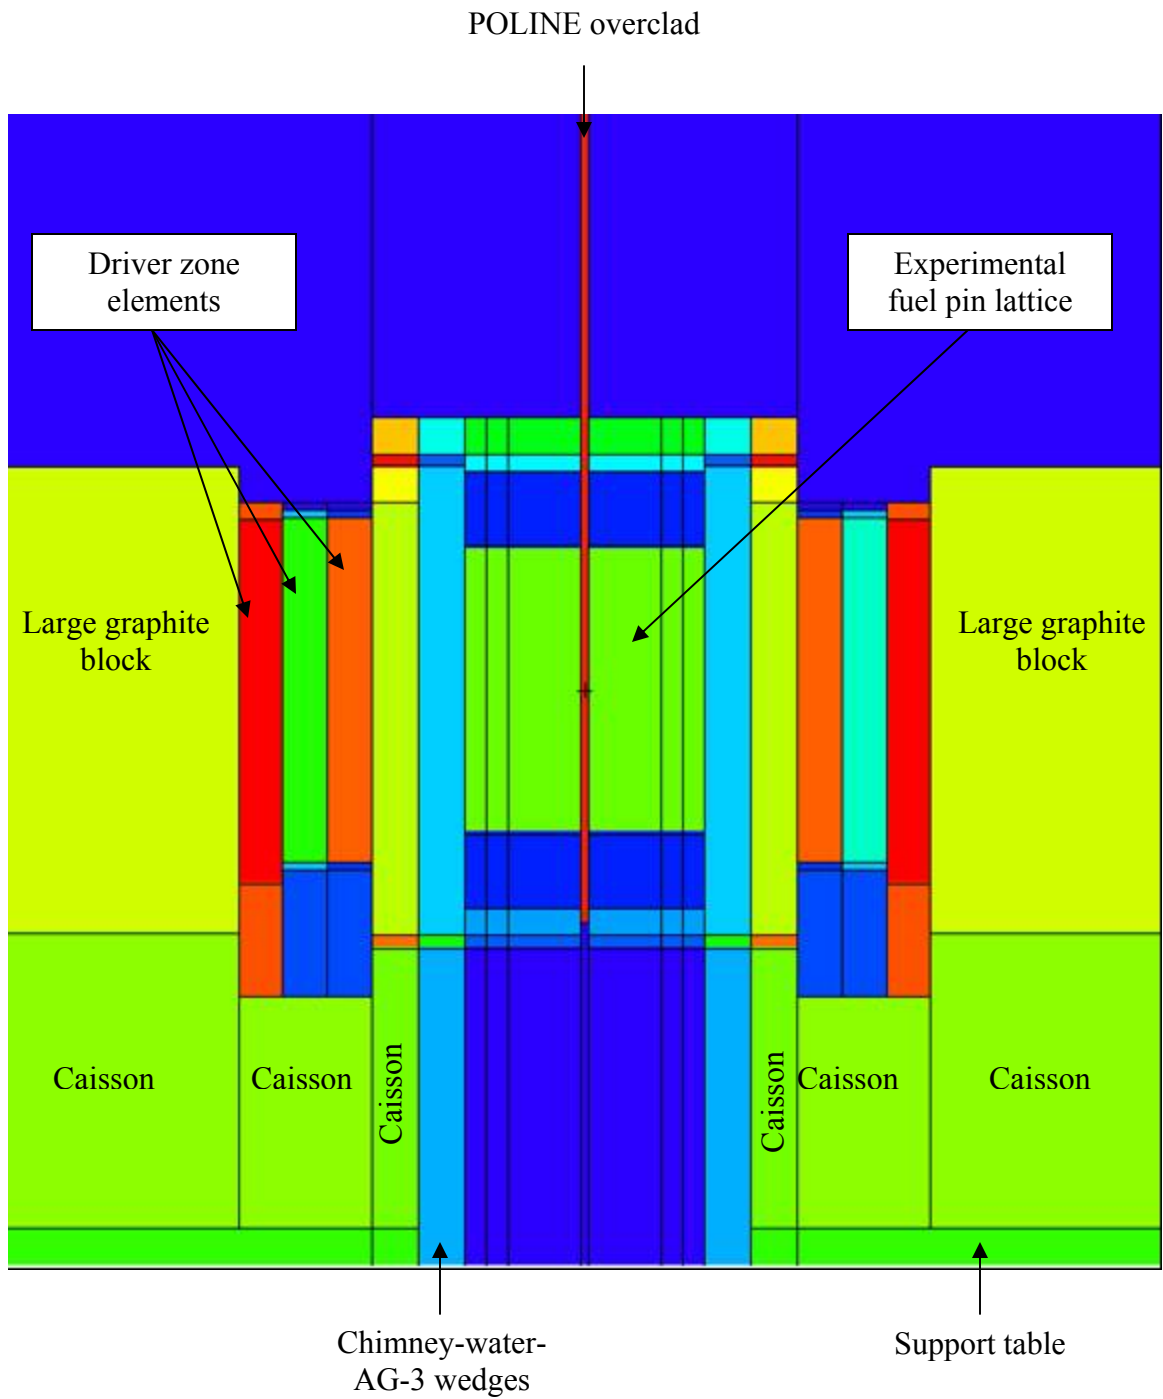 POLINE overclad
Driver zone
elements
Experimental
fuel pin lattice
Large graphite
block
Large graphite
block
Caisson
Caisson
Caisson
Caisson
Caisson
Caisson
Chimney-water-
AG-3 wedges
Support table